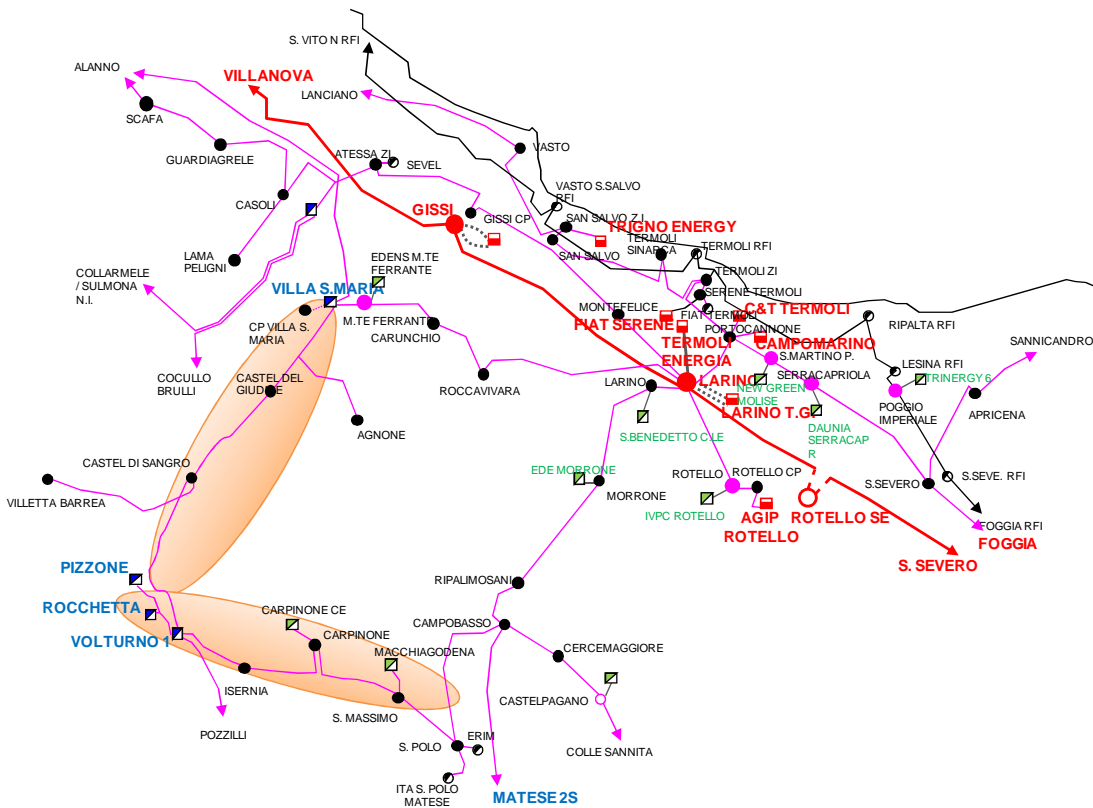 S. VITO N RFI
ALANNO
VILLANOVA
LANCIANO
SCAFA
GUARDIAGRELE
ATESSA ZI
SEVEL
VASTO
CASOLI
VASTO S.SALVO
RFI
GISSI
GISSI CP
SAN SALVO Z.I.
TRIGNO ENERGY
SAN SALVO
TERMOLI
SINARCA
TERMOLI RFI
LAMA
PELIGNI
EDENS M.TE
FERRANTE
COLLARMELE
/ SULMONA
N.I.
VILLA S.MARIA
TERMOLI ZI
SERENE TERMOLI
CP VILLA S.
MARIA
M.TE FERRANTE
CARUNCHIO
MONTEFELICE
FIAT SERENE
FIAT TERMOLI
C&T TERMOLI
PORTOCANNONE
CAMPOMARINO
RIPALTA RFI
SANNICANDRO
TERMOLI
ENERGIA
S.MARTINO P.
LESINA RFI
TRINERGY 6
COCULLO
BRULLI
CASTEL DEL
GIUDICE
ROCCAVIVARA
LARINO
LARINO
NEW GREEN
MOLISE
SERRACAPRIOLA
POGGIO
IMPERIALE
APRICENA
LARINO T.G.
AGNONE
S.BENEDETTO C.LE
DAUNIA
SERRACAP
R
CASTEL DI SANGRO
VILLETTA BARREA
EDE MORRONE
MORRONE
ROTELLO
ROTELLO CP
IVPC ROTELLO
AGIP
ROTELLO
ROTELLO SE
S.SEVERO
S.SEVE. RFI
FOGGIA RFI
FOGGIA
S. SEVERO
PIZZONE
RIPALIMOSANI
ROCCHETTA
CARPINONE CE
CAMPOBASSO
VOLTURNO 1
CARPINONE
MACCHIAGODENA
CERCEMAGGIORE
ISERNIA
S. MASSIMO
CASTELPAGANO
POZZILLI
S. POLO
ERIM
COLLE SANNITA
ITA S. POLO
MATESE
MATESE 2S